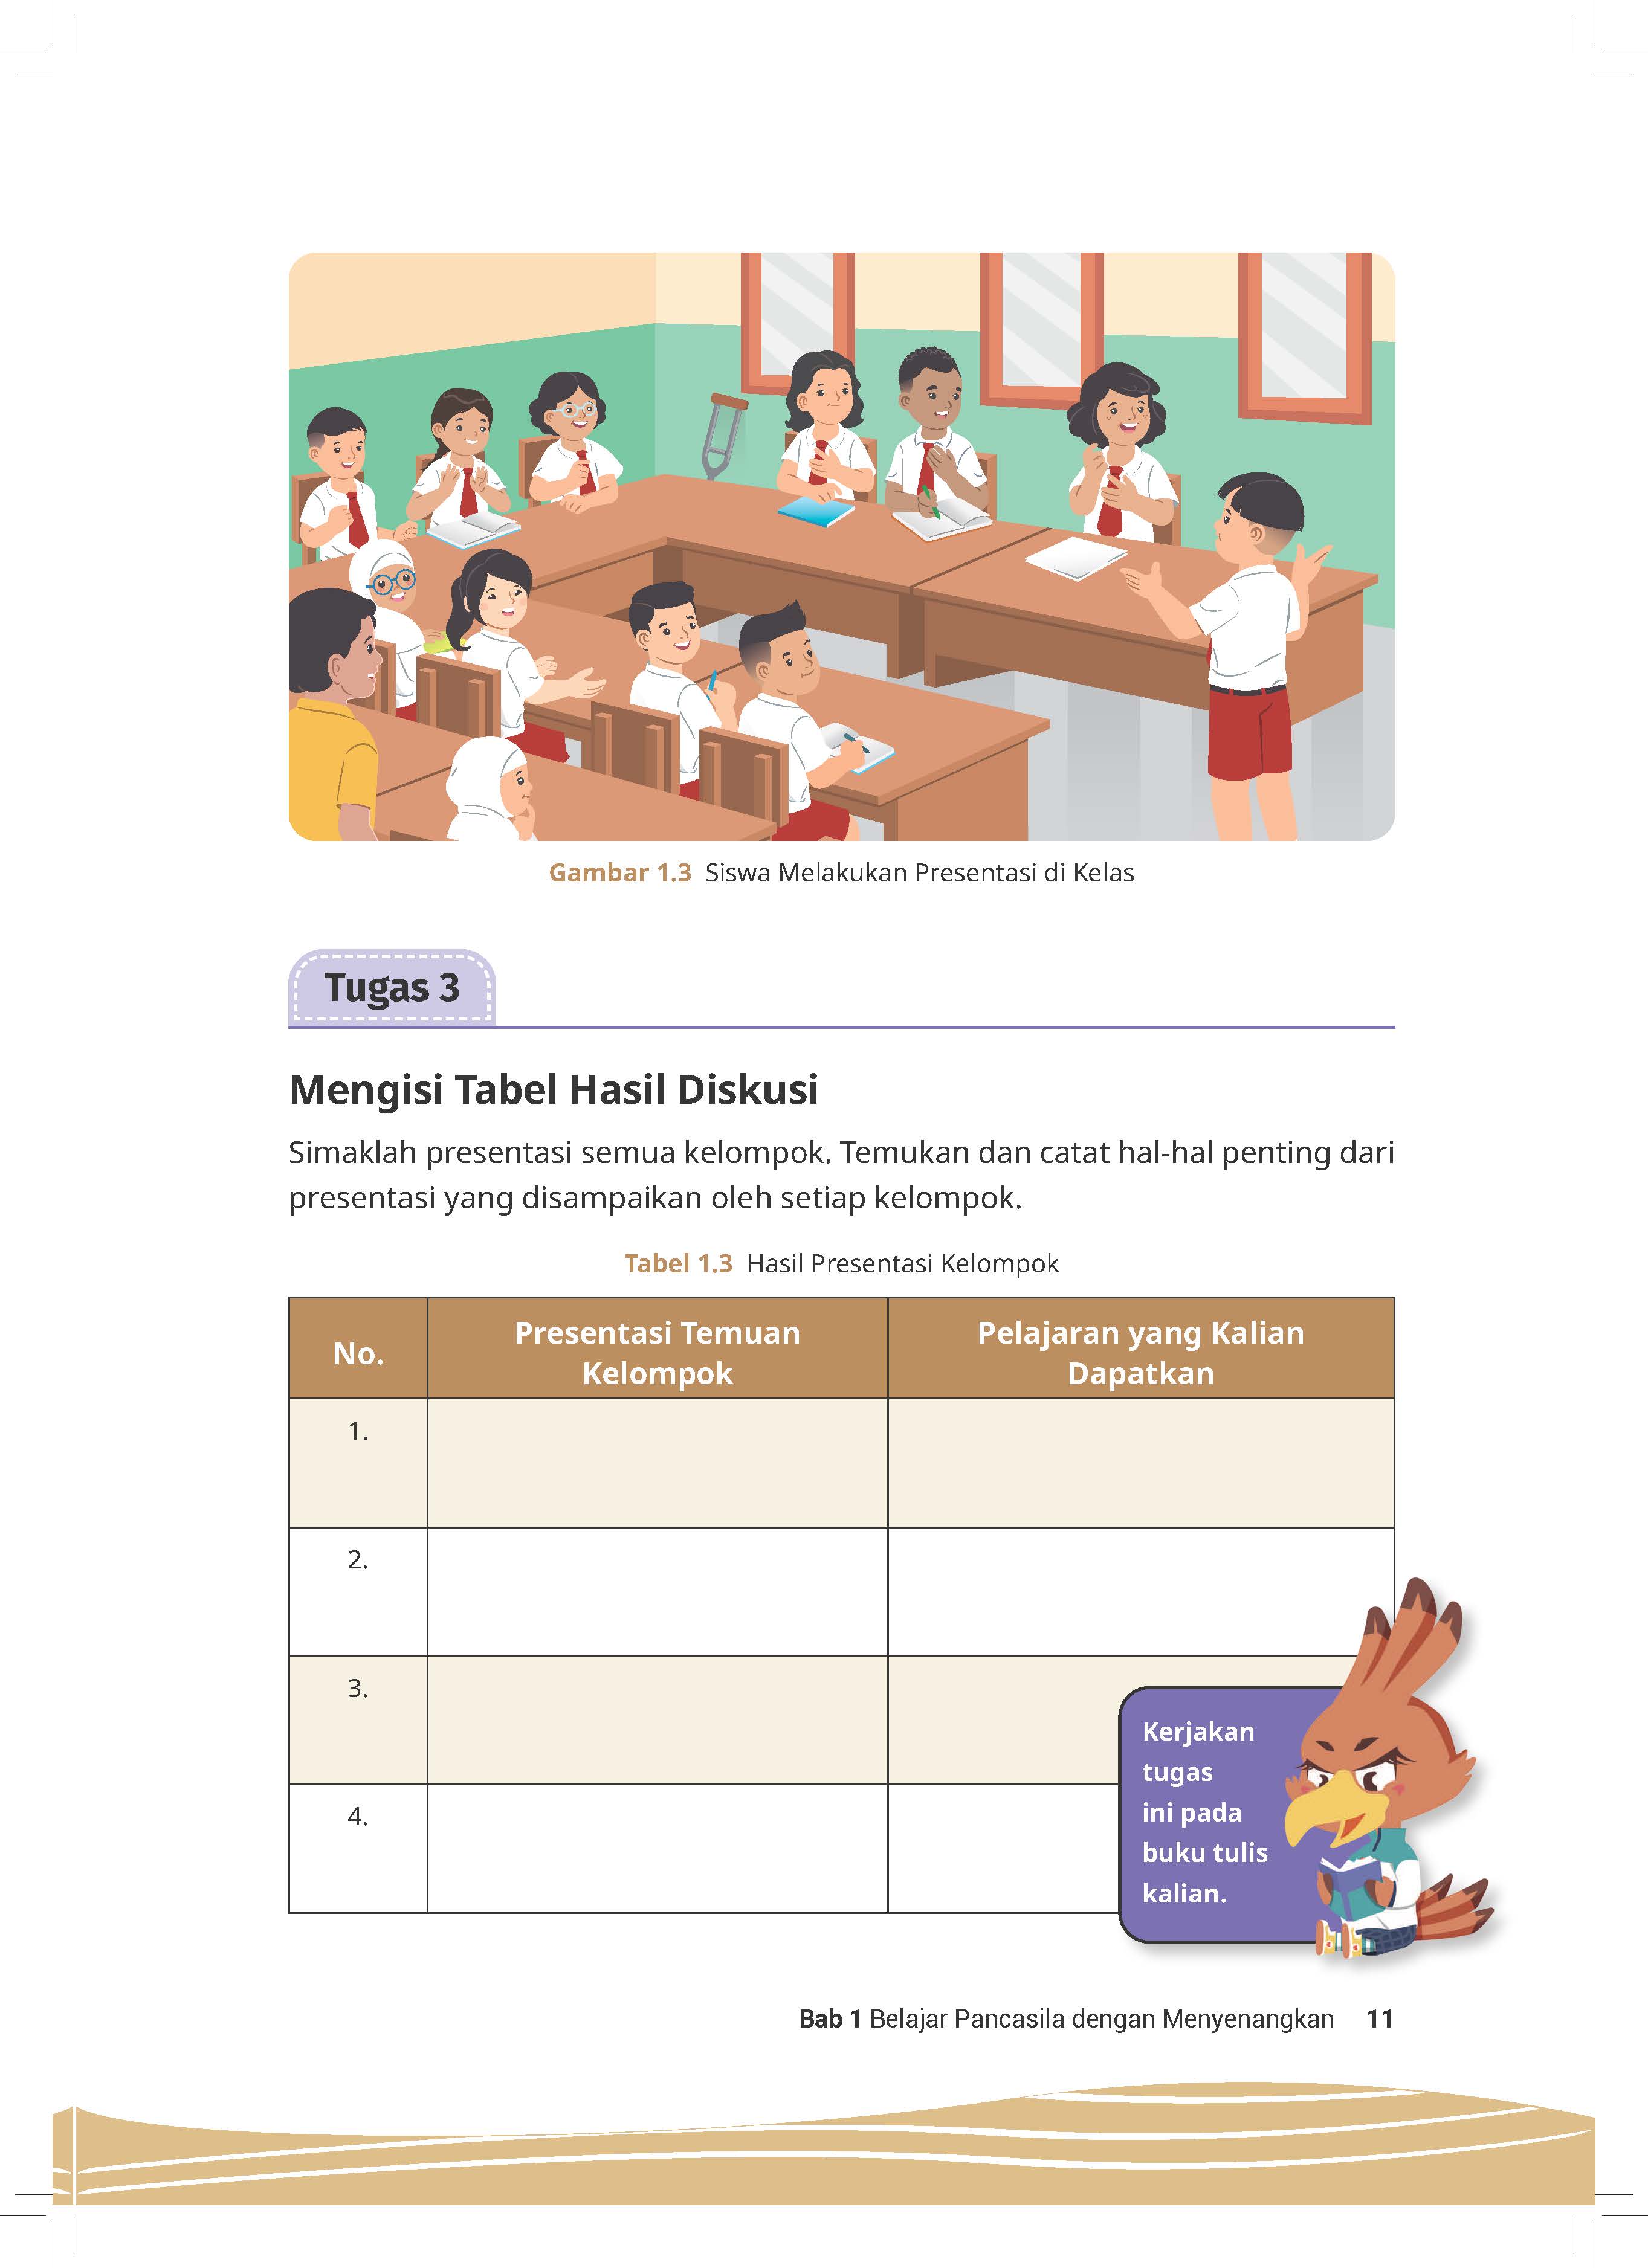 Gambar 1.3 Siswa Melakukan Presentasi di Kelas
Tugas 3
Mengisi Tabel Hasil Diskusi
Simaklah presentasi semua kelompok. Temukan dan catat hal-hal penting dari
presentasi yang disampaikan oleh setiap kelompok.
Tabel 1.3 Hasil Presentasi Kelompok
No.
Presentasi Temuan
Kelompok
Pelajaran yang Kalian
Dapatkan
1.
2.
3.
4.
Kerjakan
tugas
ini pada
buku tulis
kalian.
Bab 1 Belajar Pancasila dengan Menyenangkan 11